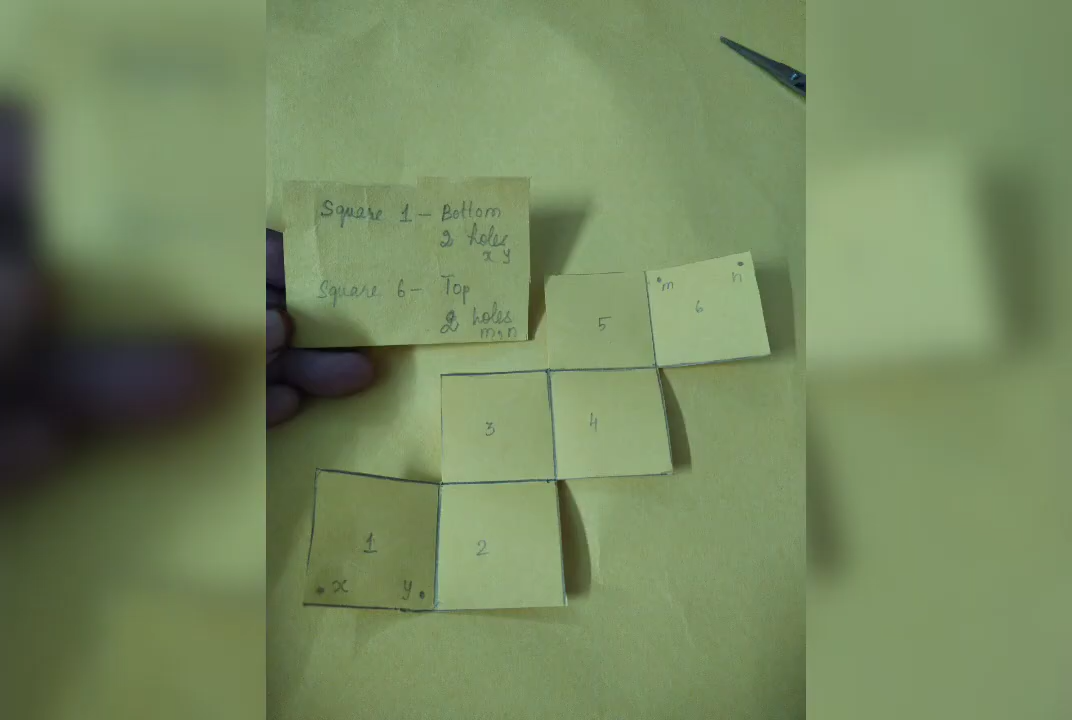 Square 1 - Bottom
2 holes
x y
Square 6 - Top
2 holes
m, n
m
n
6
5
3
4
1
2
x
y